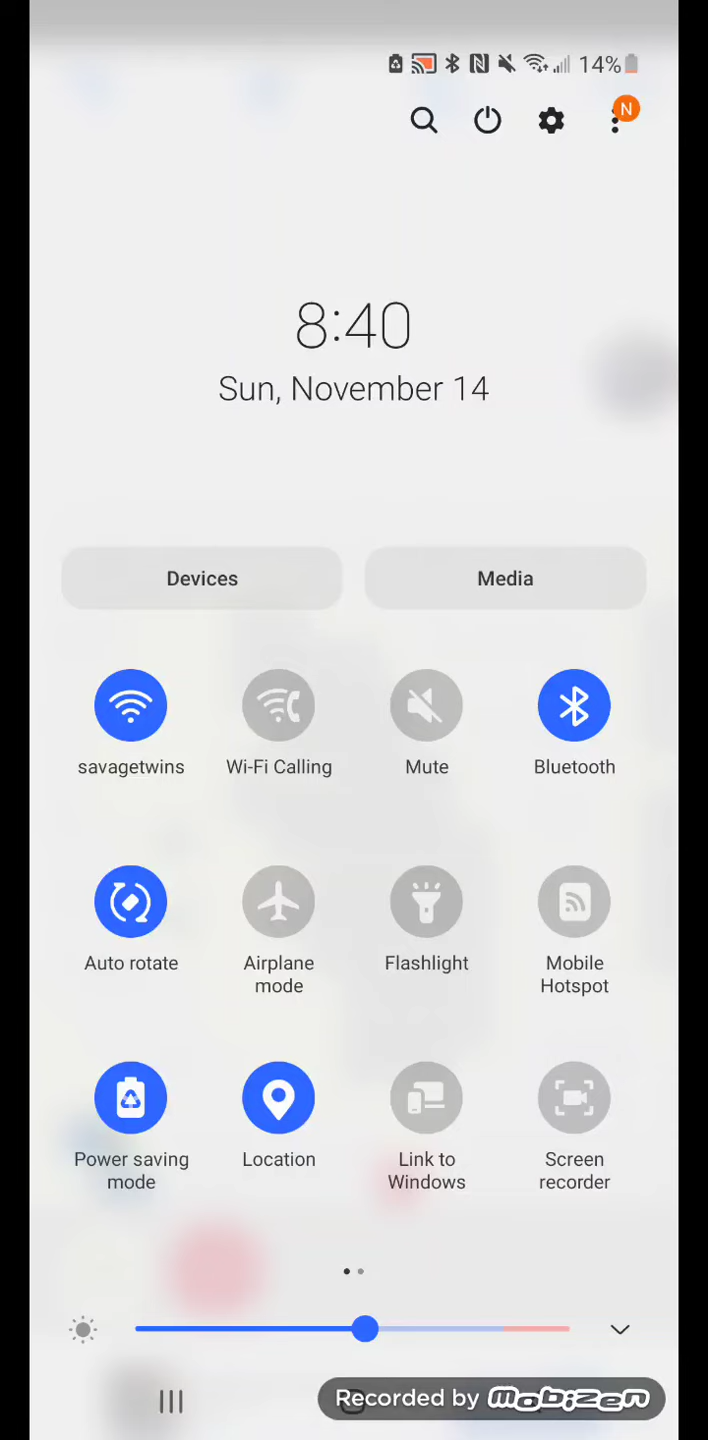 14%
N
8:40
Sun, November 14
Devices
Media
savagetwins
Wi-Fi Calling
Mute
Bluetooth
Auto rotate
Airplane
mode
Flashlight
Mobile
Hotspot
Power saving
mode
Location
Link to
Windows
Screen
recorder
Recorded by mobizen